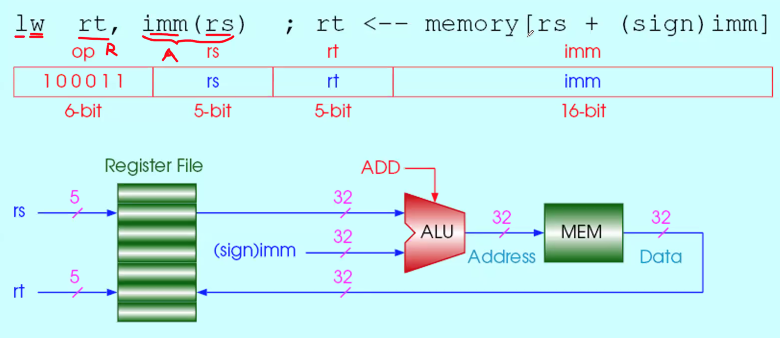 lw rt, imm(rs) ; rt <-- memory[rs + (sign)imm]
R A
op rs rt imm
100011 rs rt imm
6-bit 5-bit 5-bit 16-bit
Register File
ADD
rs 5 32
ALU 32 MEM 32
(sign)imm 32
Address Data
rt 5 32